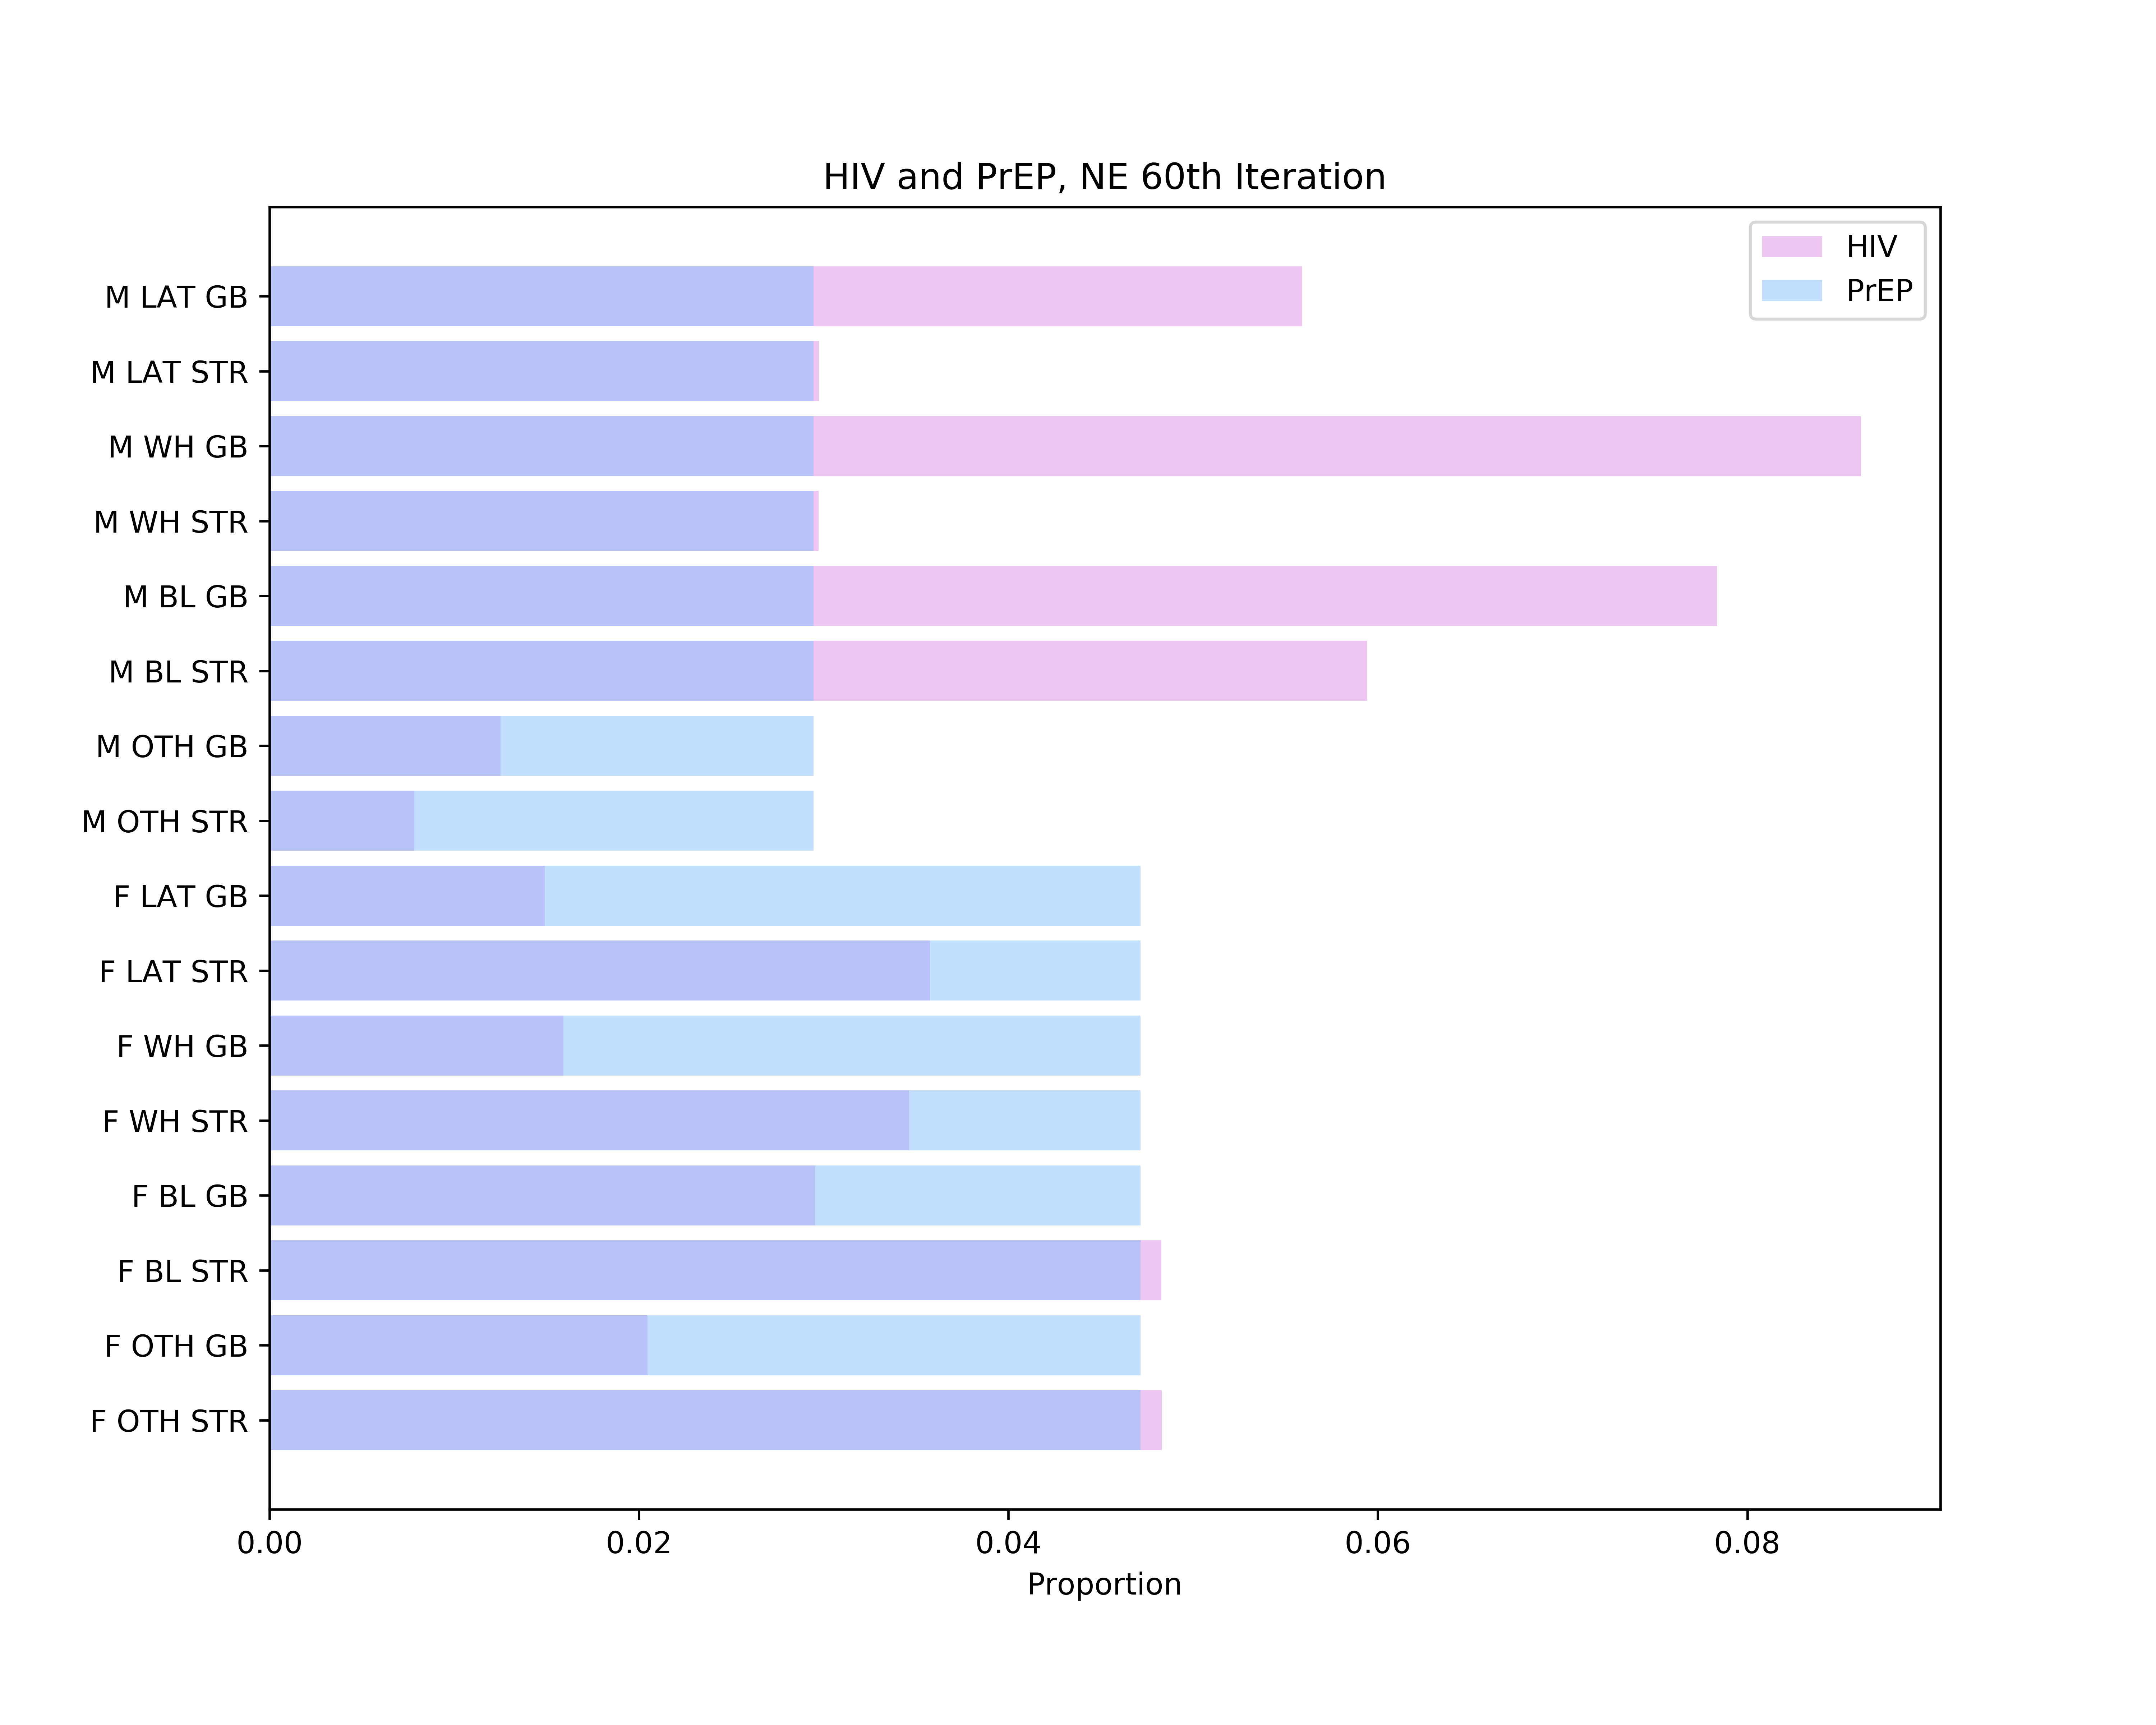 HIV and PrEP, NE 60th Iteration
HIV
PrEP
M LAT GB
M LAT STR
M WH GB
M WH STR
M BL GB
M BL STR
M OTH GB
M OTH STR
F LAT GB
F LAT STR
F WH GB
F WH STR
F BL GB
F BL STR
F OTH GB
F OTH STR
0.00 0.02 0.04 0.06 0.08
Proportion